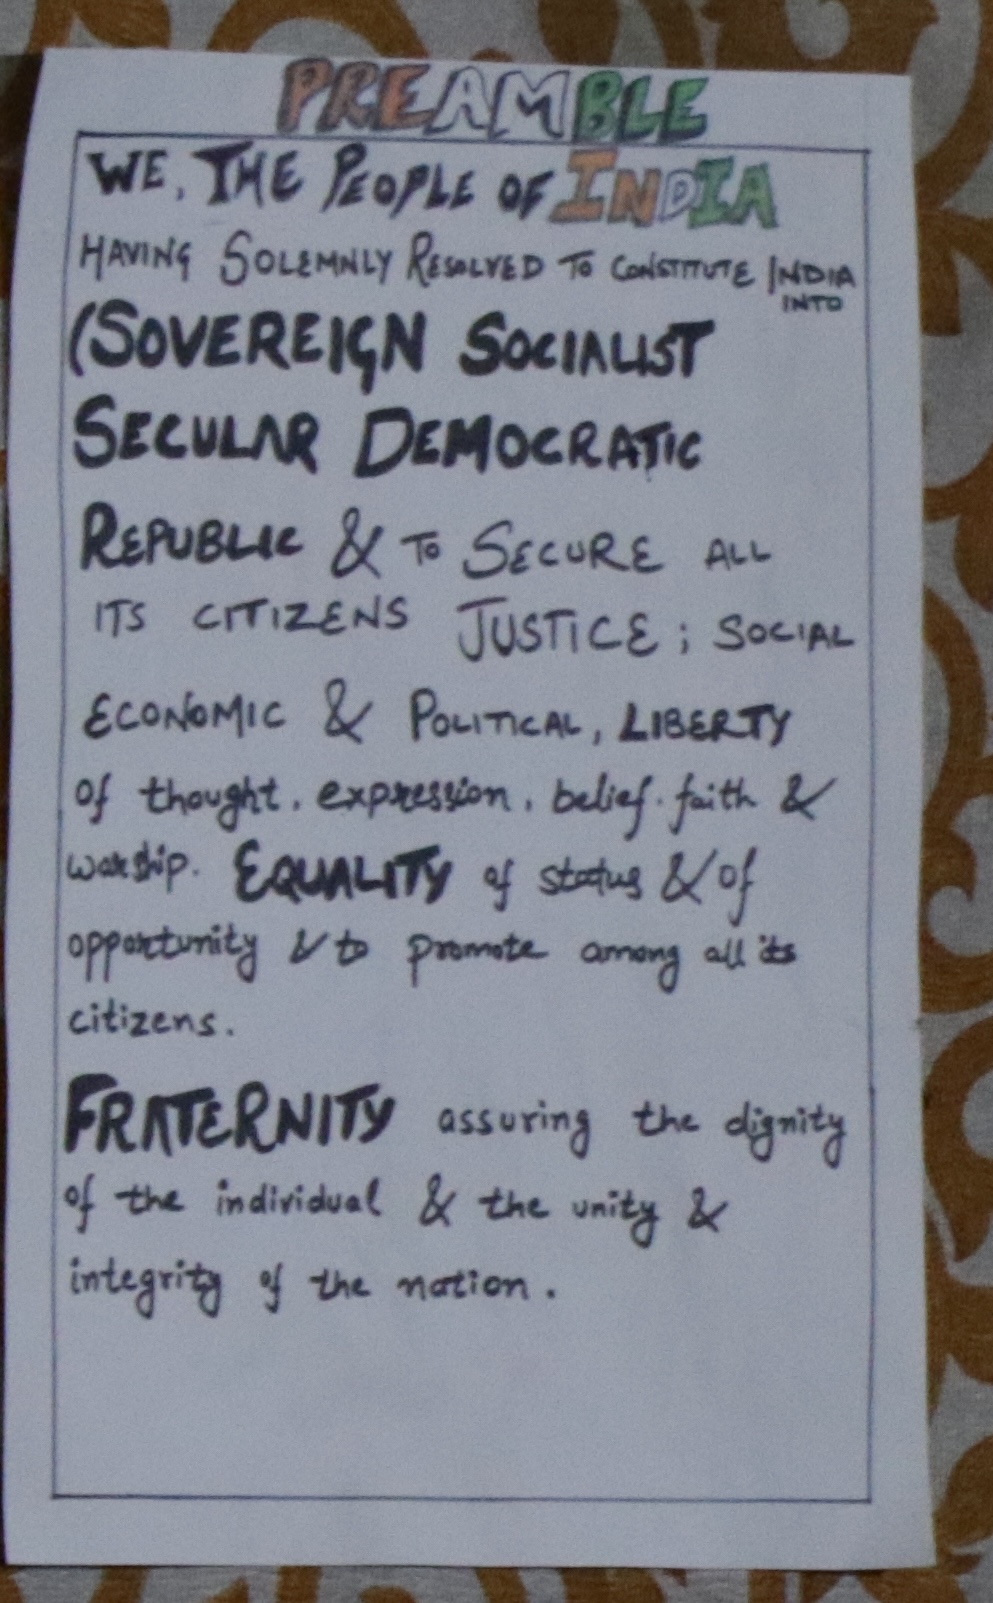 PREAMBLE
WE, THE PEOPLE OF INDIA
HAVING SOLEMNLY RESOLVED TO CONSTITUTE INDIA
INTO
(SOVEREIGN SOCIALIST
SECULAR DEMOCRATIC
REPUBLIC & TO SECURE ALL
ITS CITIZENS JUSTICE; SOCIAL
ECONOMIC & POLITICAL, LIBERTY
of thought, expression, belief, faith &
worship. EQUALITY of status & of
opportunity & to promote among all its
citizens.
FRATERNITY assuring the dignity
of the individual & the unity &
integrity of the nation.